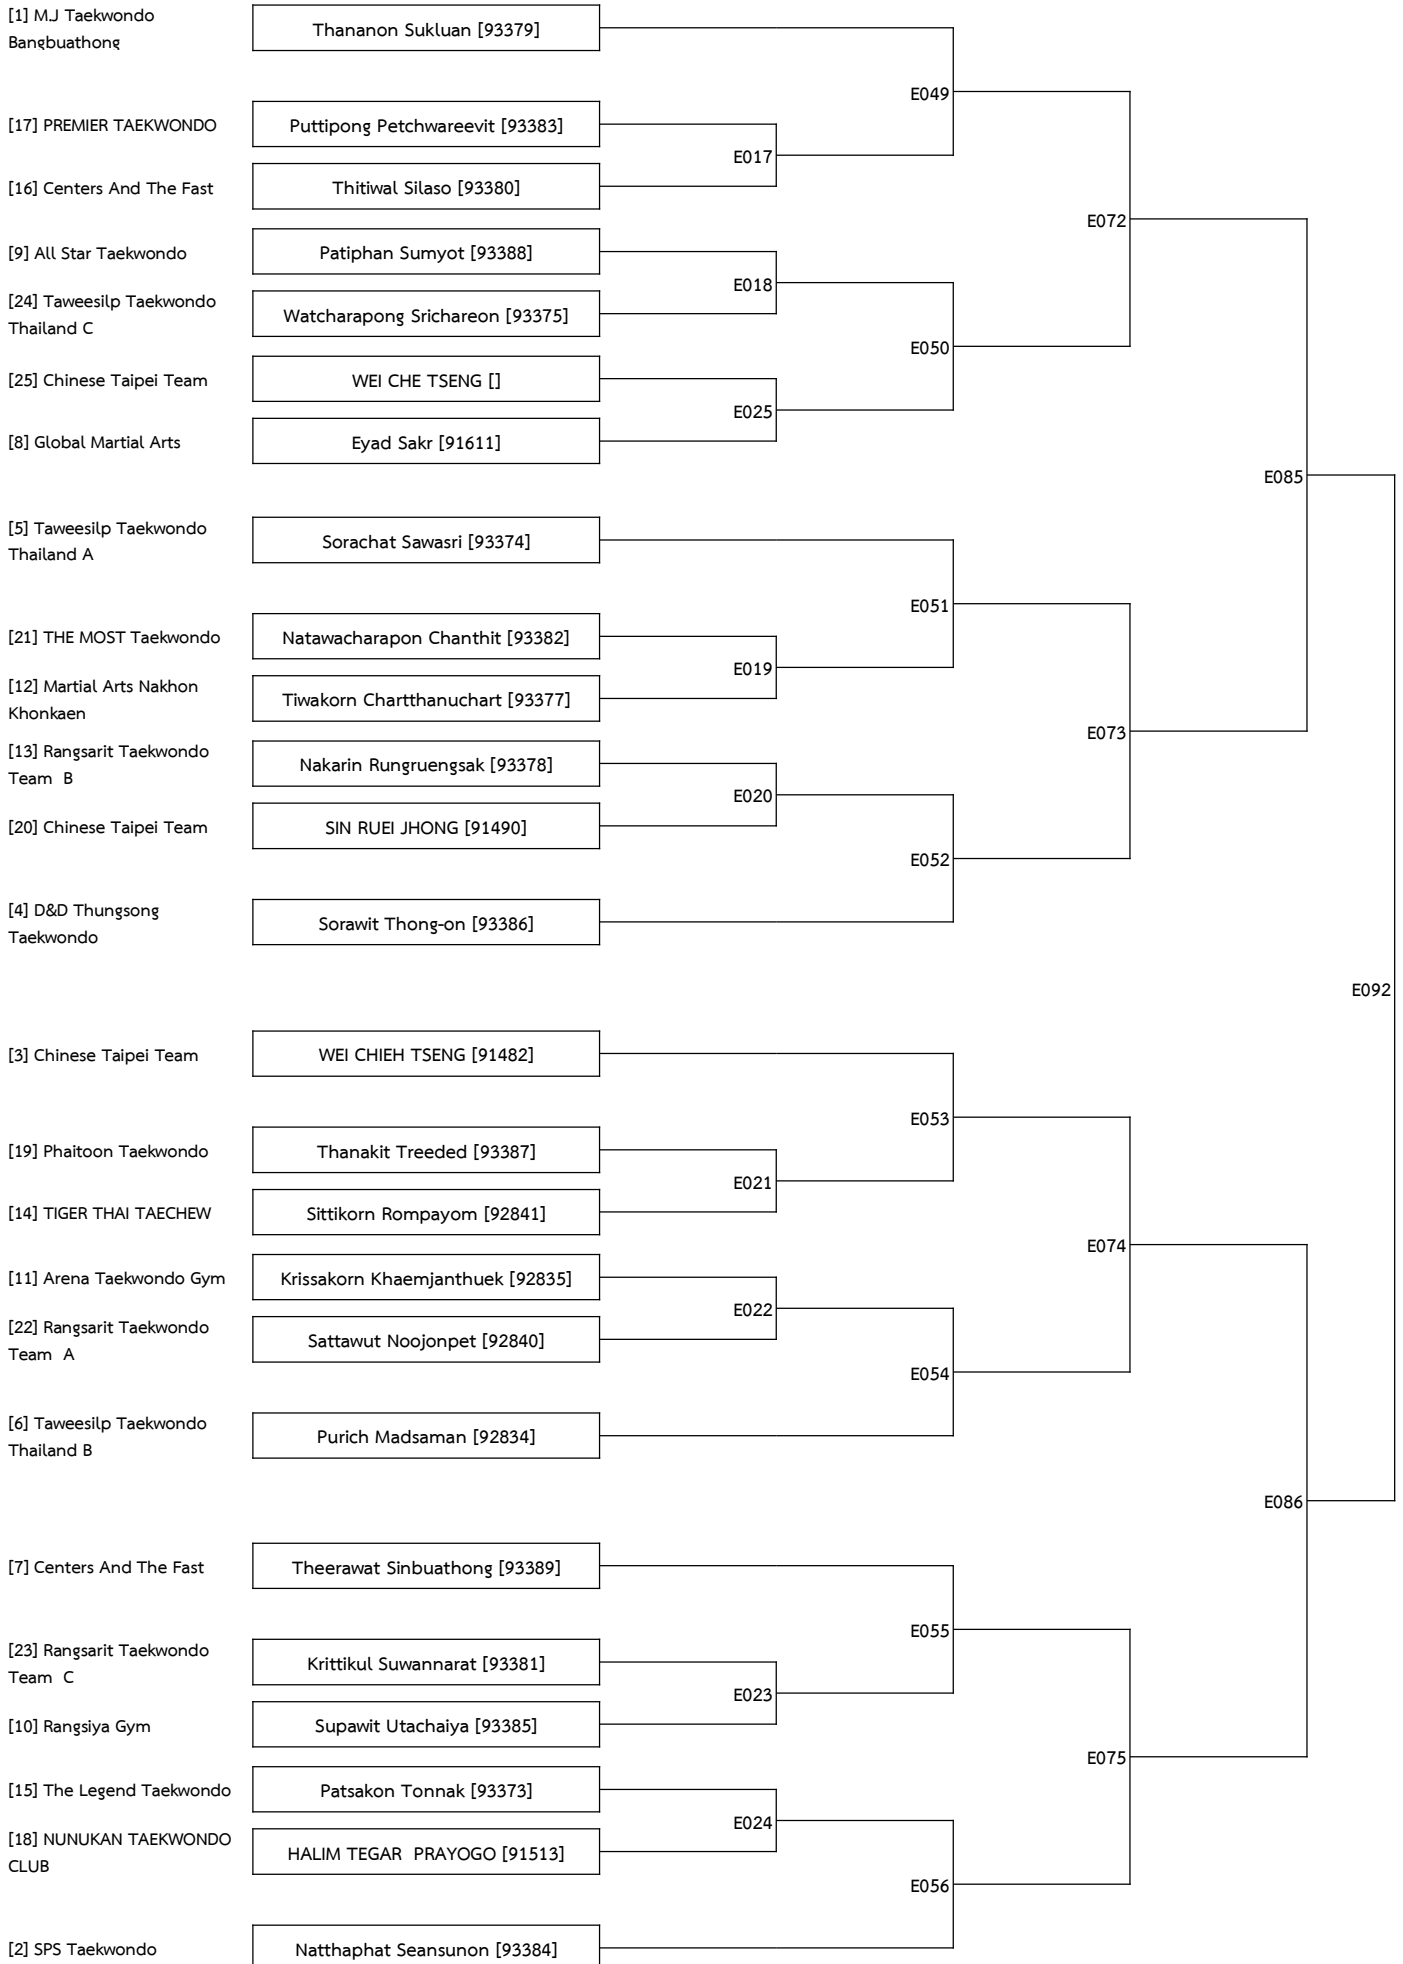 [1] M.J Taekwondo
Bangbuathong
Thananon Sukluan [93379]
E049
[17] PREMIER TAEKWONDO
Puttipong Petchwareevit [93383]
E017
[16] Centers And The Fast
Thitiwal Silaso [93380]
E072
[9] All Star Taekwondo
Patiphan Sumyot [93388]
E018
[24] Taweesilp Taekwondo
Thailand C
Watcharapong Srichareon [93375]
E050
[25] Chinese Taipei Team
WEI CHE TSENG []
E025
[8] Global Martial Arts
Eyad Sakr [91611]
E085
[5] Taweesilp Taekwondo
Thailand A
Sorachat Sawasri [93374]
E051
[21] THE MOST Taekwondo
Natawacharapon Chanthit [93382]
E019
[12] Martial Arts Nakhon
Khonkaen
Tiwakorn Chartthanuchart [93377]
E073
[13] Rangsarit Taekwondo
Team  B
Nakarin Rungruengsak [93378]
E020
[20] Chinese Taipei Team
SIN RUEI JHONG [91490]
E052
[4] D&D Thungsong
Taekwondo
Sorawit Thong-on [93386]
E092
[3] Chinese Taipei Team
WEI CHIEH TSENG [91482]
E053
[19] Phaitoon Taekwondo
Thanakit Treeded [93387]
E021
[14] TIGER THAI TAECHEW
Sittikorn Rompayom [92841]
E074
[11] Arena Taekwondo Gym
Krissakorn Khaemjanthuek [92835]
E022
[22] Rangsarit Taekwondo
Team  A
Sattawut Noojonpet [92840]
E054
[6] Taweesilp Taekwondo
Thailand B
Purich Madsaman [92834]
E086
[7] Centers And The Fast
Theerawat Sinbuathong [93389]
E055
[23] Rangsarit Taekwondo
Team  C
Krittikul Suwannarat [93381]
E023
[10] Rangsiya Gym
Supawit Utachaiya [93385]
E075
[15] The Legend Taekwondo
Patsakon Tonnak [93373]
E024
[18] NUNUKAN TAEKWONDO
CLUB
HALIM TEGAR  PRAYOGO [91513]
E056
[2] SPS Taekwondo
Natthaphat Seansunon [93384]